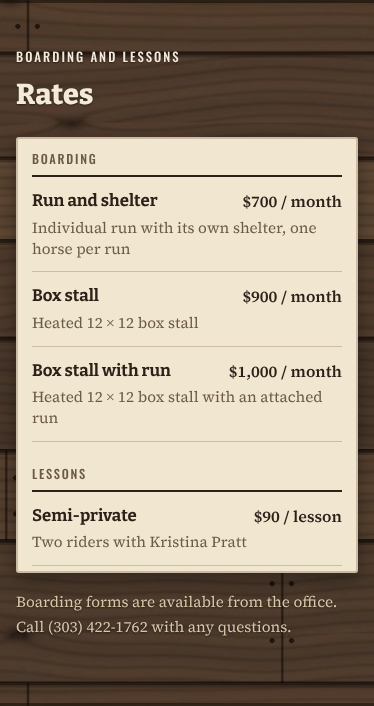 BOARDING AND LESSONS
Rates
BOARDING
Run and shelter $700 / month
Individual run with its own shelter, one
horse per run
Box stall $900 / month
Heated 12 × 12 box stall
Box stall with run $1,000 / month
Heated 12 × 12 box stall with an attached
run
LESSONS
Semi-private $90 / lesson
Two riders with Kristina Pratt
Boarding forms are available from the office.
Call (303) 422-1762 with any questions.